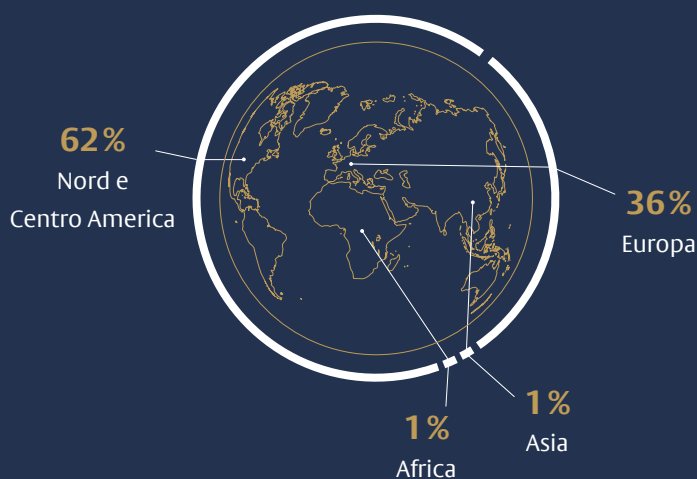 62%
Nord e
Centro America
36%
Europa
1%
Asia
1%
Africa